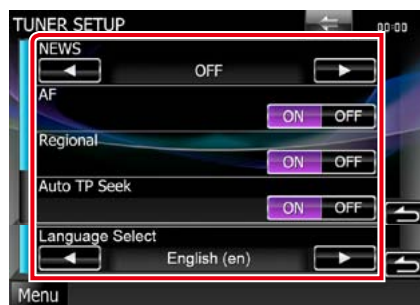 TUNER SETUP
00:00
NEWS
OFF
AF
ON OFF
Regional
ON OFF
Auto TP Seek
ON OFF
Language Select
English (en)
Menu